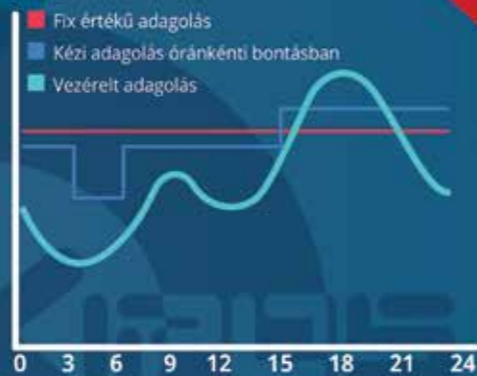 Fix értékű adagolás
Kézi adagolás óránkénti bontásban
Vezérelt adagolás
0 3 6 9 12 15 18 21 24